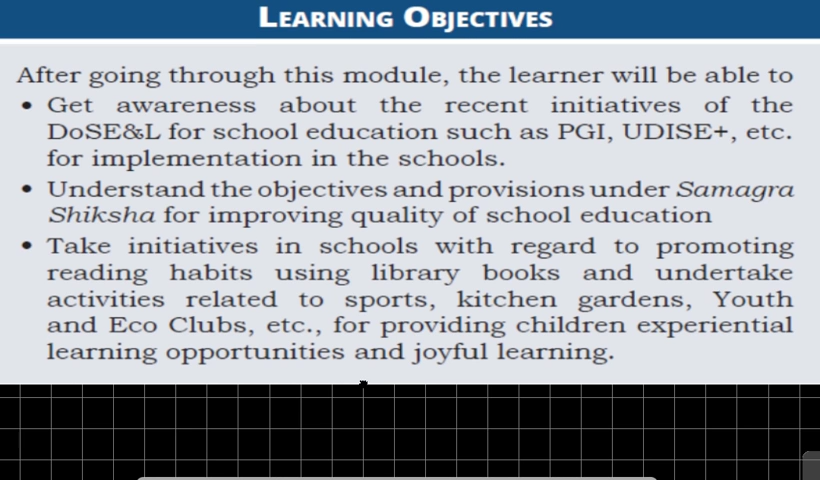 LEARNING OBJECTIVES
After going through this module, the learner will be able to
• Get awareness about the recent initiatives of the
DoSE&L for school education such as PGI, UDISE+, etc.
for implementation in the schools.
• Understand the objectives and provisions under Samagra
Shiksha for improving quality of school education
• Take initiatives in schools with regard to promoting
reading habits using library books and undertake
activities related to sports, kitchen gardens, Youth
and Eco Clubs, etc., for providing children experiential
learning opportunities and joyful learning.